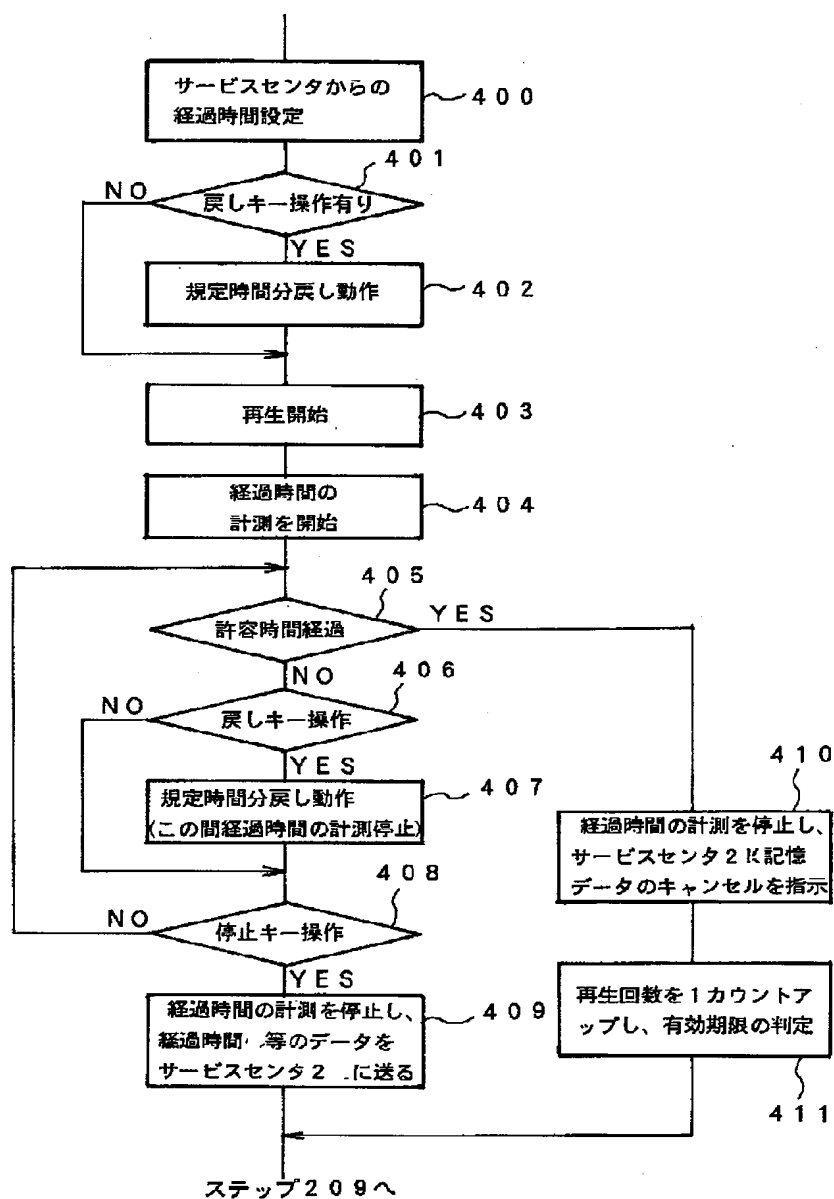 サービスセンタからの
経過時間設定
400
401
NO
戻しキー操作有り
YES
規定時間分戻し動作
402
再生開始
403
経過時間の
計測を開始
404
405
許容時間経過
YES
NO
406
NO
戻しキー操作
YES
407
規定時間分戻し動作
(この間経過時間の計測停止)
408
NO
停止キー操作
YES
経過時間の計測を停止し、
経過時間 等のデータを
サービスセンタ2 に送る
409
410
経過時間の計測を停止し、
サービスセンタ2 記憶
データのキャンセルを指示
再生回数を1カウントア
ップし、有効期限の判定
411
ステップ209へ